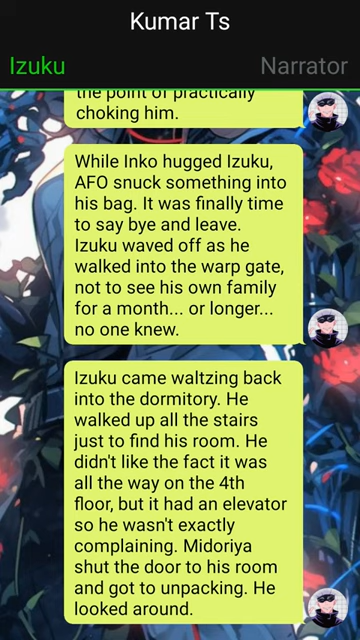 Kumar Ts
Izuku
Narrator
the point of practically
choking him.
While Inko hugged Izuku,
AFO snuck something into
his bag. It was finally time
to say bye and leave.
Izuku waved off as he
walked into the warp gate,
not to see his own family
for a month... or longer...
no one knew.
Izuku came waltzing back
into the dormitory. He
walked up all the stairs
just to find his room. He
didn't like the fact it was
all the way on the 4th
floor, but it had an elevator
so he wasn't exactly
complaining. Midoriya
shut the door to his room
and got to unpacking. He
looked around.